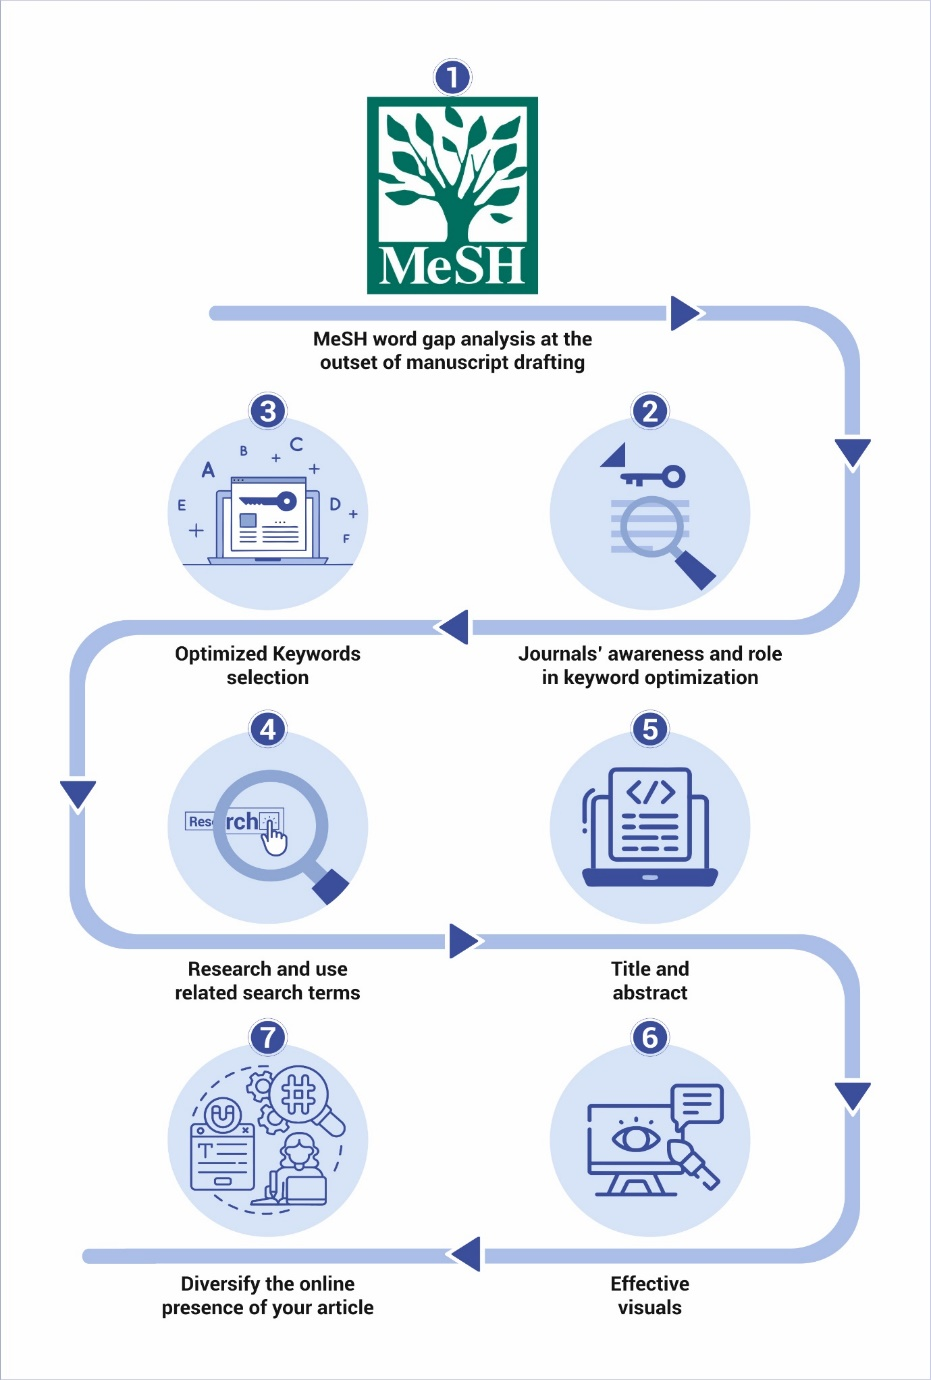 1
MeSH
MeSH word gap analysis at the
outset of manuscript drafting
2
Journals' awareness and role
in keyword optimization
3
A
B
C
D
E
F
Optimized Keywords
selection
4
Research
Research and use
related search terms
5
</>
Title and
abstract
6
Effective
visuals
7
#
T
Diversify the online
presence of your article